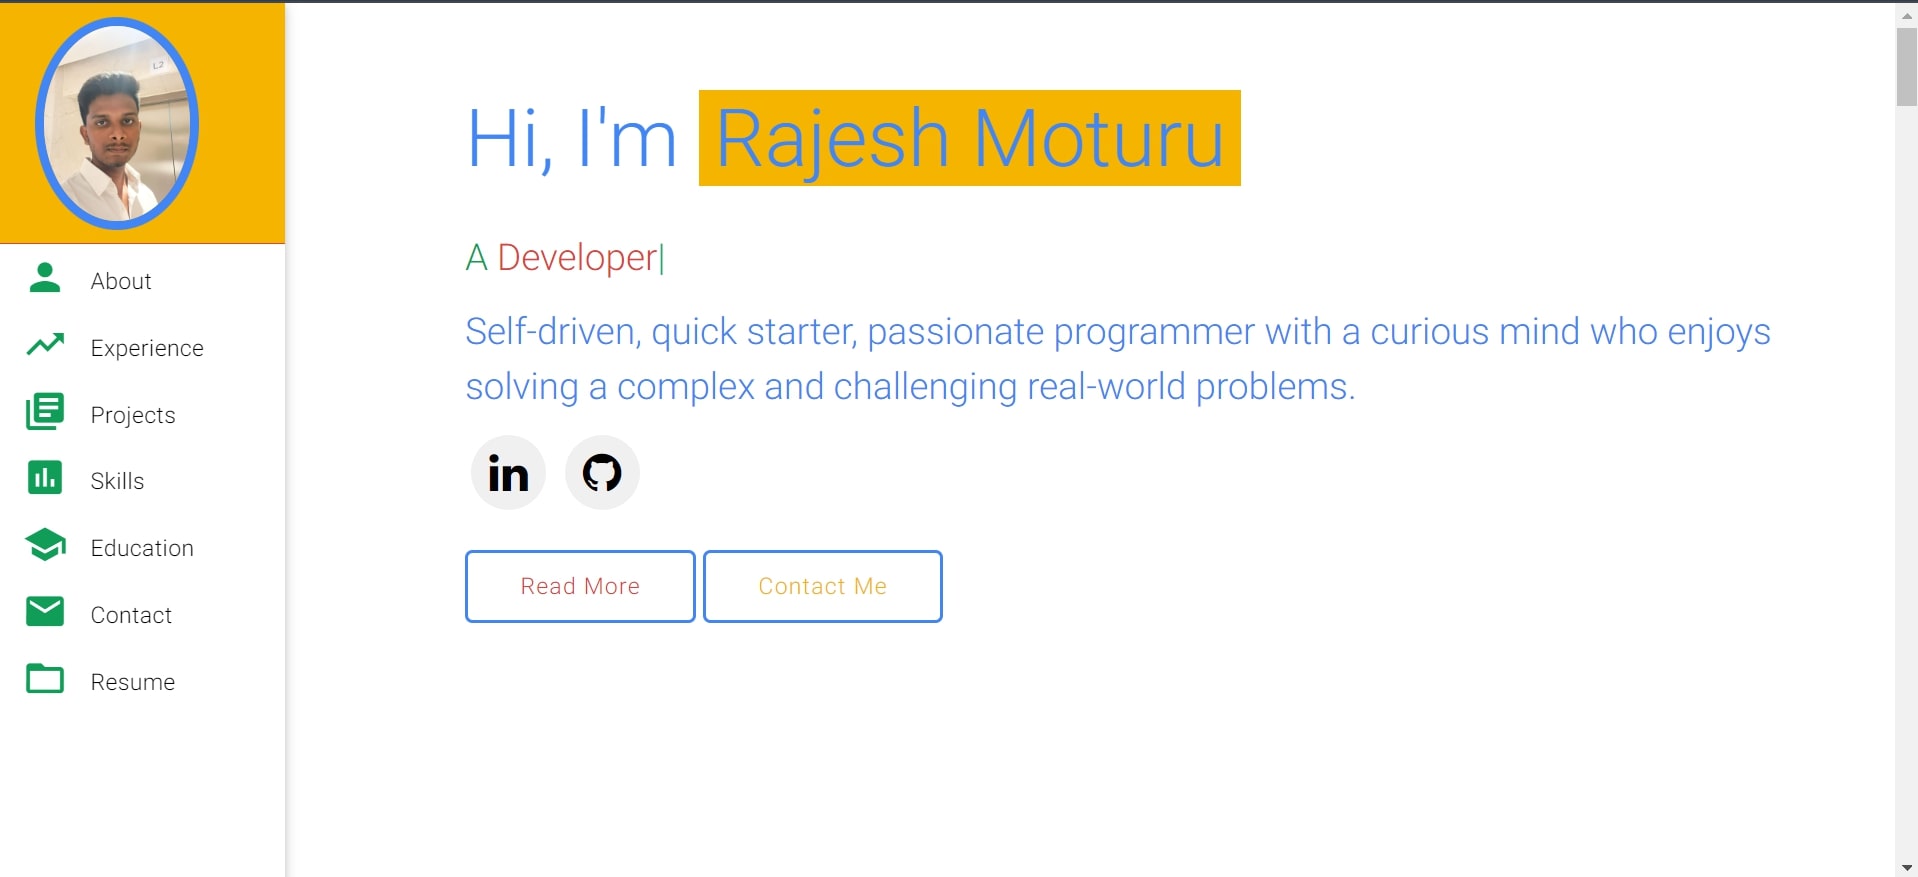 L2
About
Experience
Projects
Skills
Education
Contact
Resume
Hi, I'm Rajesh Moturu
A Developer|
Self-driven, quick starter, passionate programmer with a curious mind who enjoys
solving a complex and challenging real-world problems.
in
Read More
Contact Me